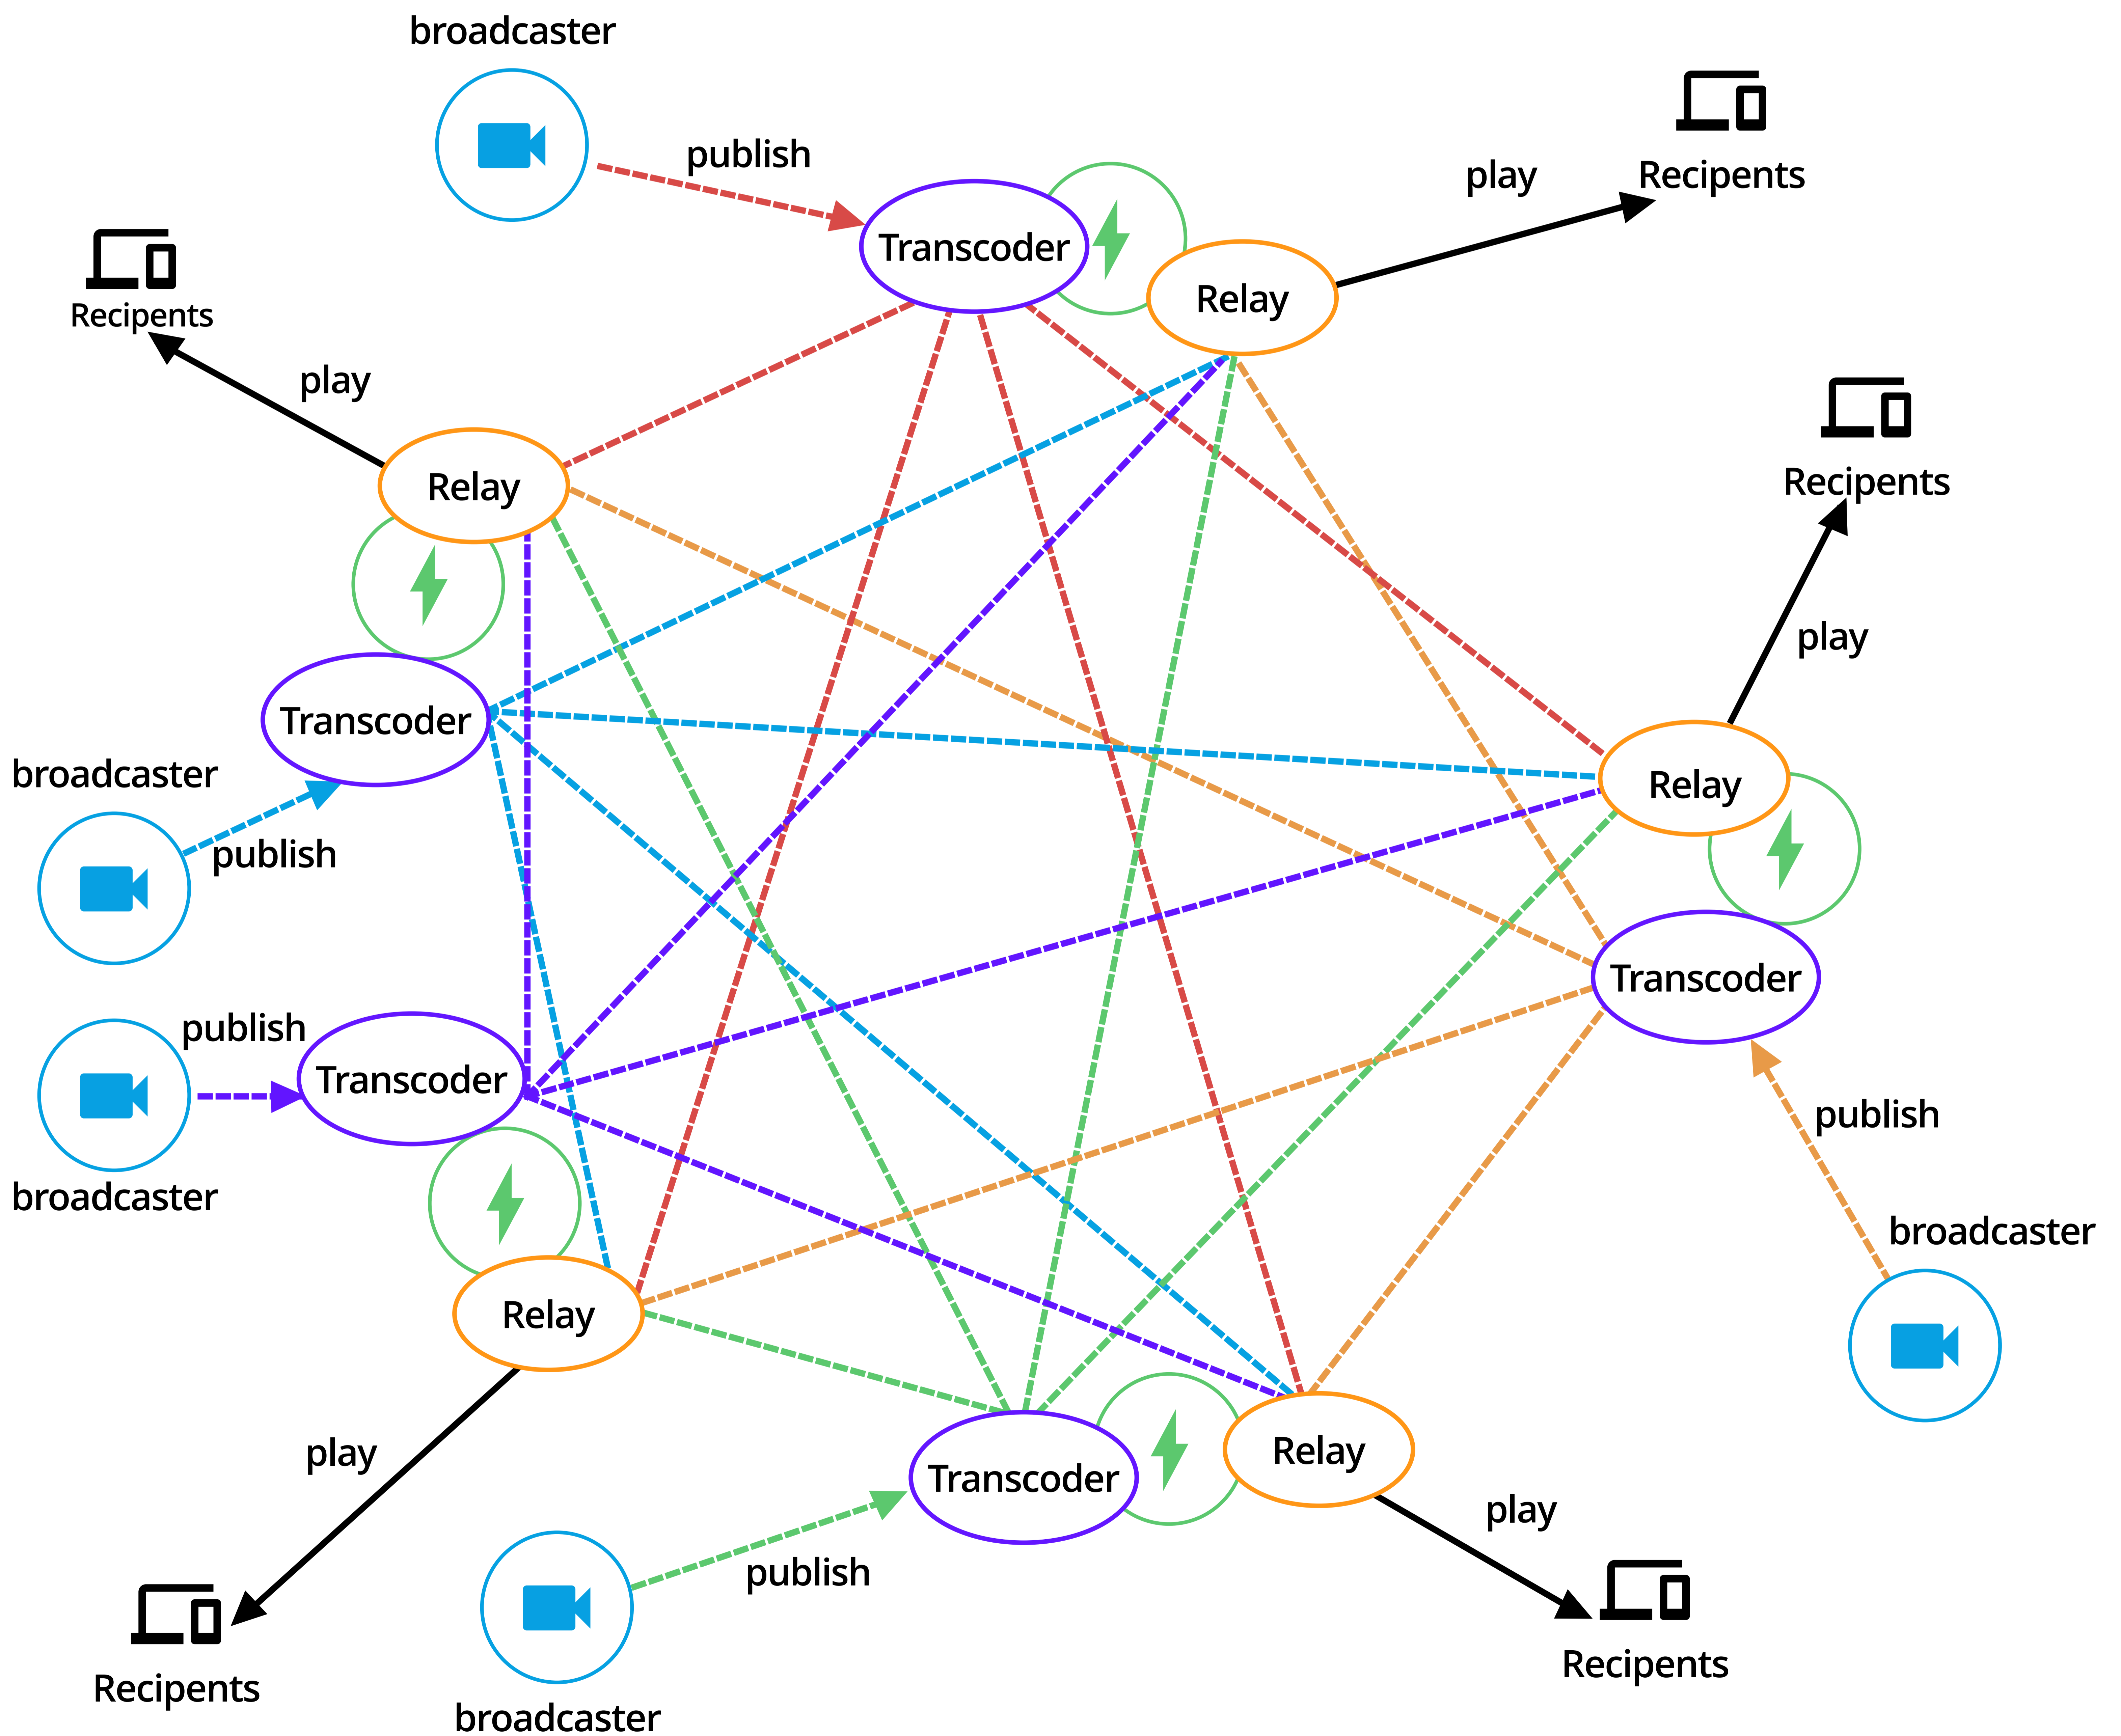 broadcaster
publish
play
Recipents
Transcoder
Relay
Recipents
play
Relay
Recipents
play
Transcoder
Relay
broadcaster
publish
Transcoder
publish
Transcoder
broadcaster
publish
broadcaster
Relay
play
Transcoder
Relay
play
publish
Recipents
Recipents
broadcaster